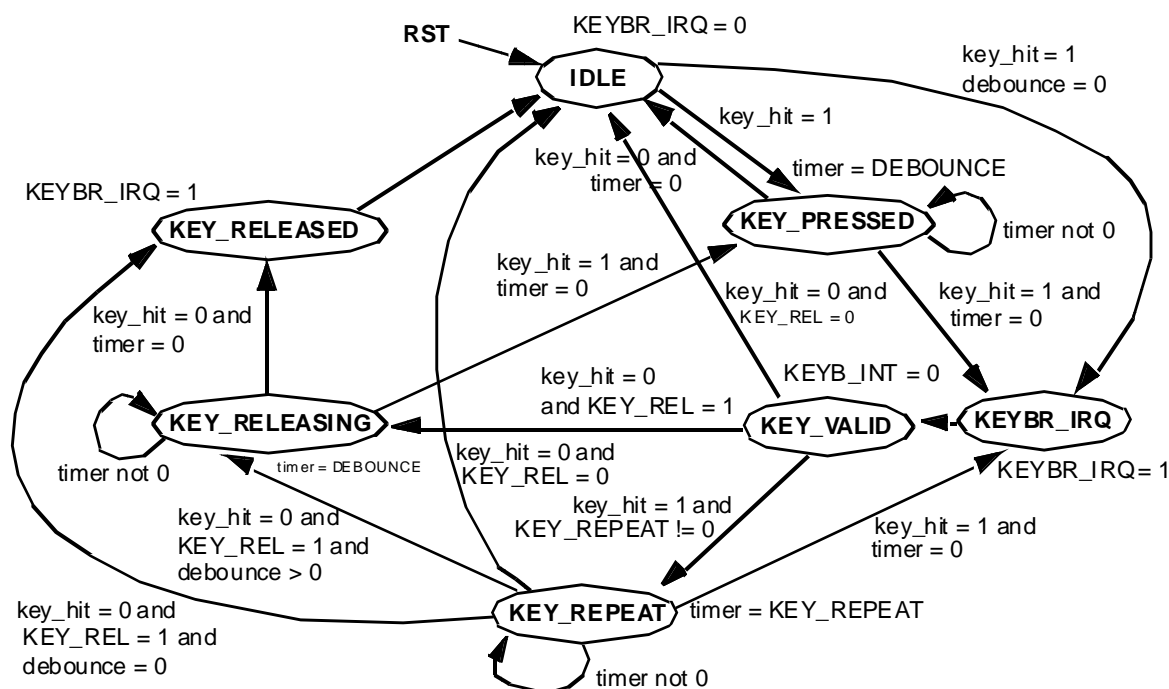 KEYBR_IRQ = 0
RST
IDLE
key_hit = 1
debounce = 0
key_hit = 1
key_hit = 0 and
timer = 0
timer = DEBOUNCE
KEYBR_IRQ = 1
KEY_RELEASED
KEY_PRESSED
timer not 0
key_hit = 1 and
timer = 0
key_hit = 0 and
KEY_REL = 0
key_hit = 1 and
timer = 0
key_hit = 0 and
timer = 0
key_hit = 0
and KEY_REL = 1
KEYB_INT = 0
KEY_RELEASING
KEY_VALID
KEYBR_IRQ
timer not 0
timer = DEBOUNCE
key_hit = 0 and
KEY_REL = 0
KEYBR_IRQ= 1
key_hit = 1 and
KEY_REPEAT != 0
key_hit = 0 and
KEY_REL = 1 and
debounce > 0
key_hit = 1 and
timer = 0
key_hit = 0 and
KEY_REL = 1 and
debounce = 0
KEY_REPEAT
timer = KEY_REPEAT
timer not 0